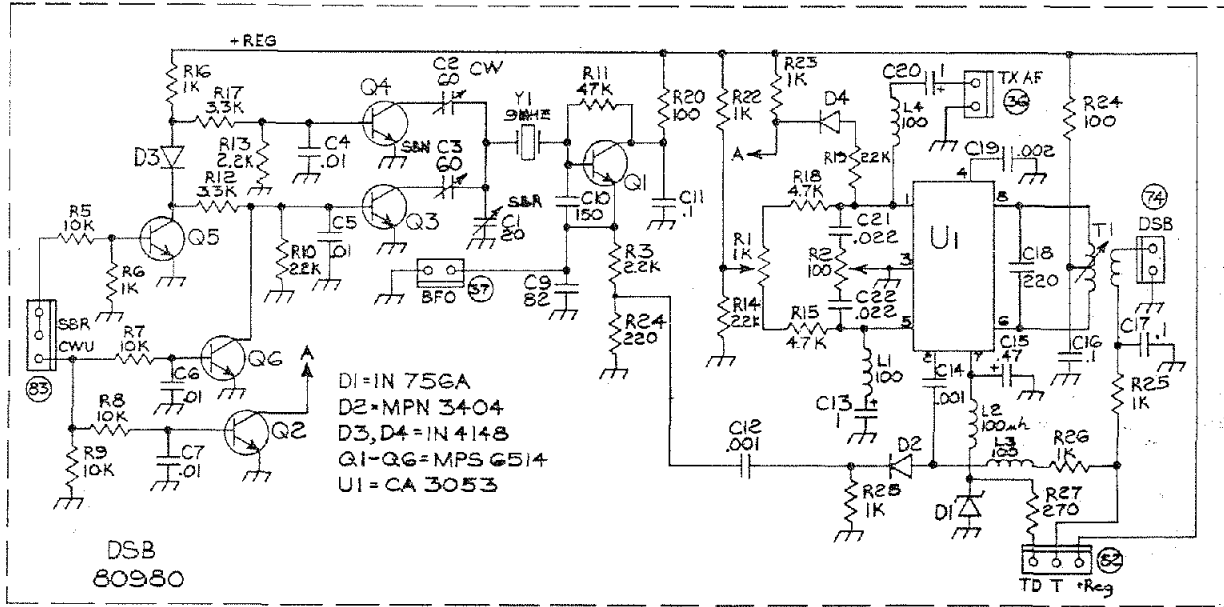 +REG
R16
1K
R17
3.3K
Q4
C2
60
CW
R11
47K
Y1
9MHZ
R20
100
R22
1K
R23
1K
D4
C20
1
+
TX AF
36
L4
100
R24
100
D3
R13
2.2K
R12
3.3K
C4
.01
SBN
C3
60
Q1
A
R19
22K
C19
.002
4
R18
4.7K
1
8
74
DSB
R5
10K
Q5
R10
22K
C5
.01
Q3
C1
20
SBR
C10
150
C11
.1
R1
1K
C21
.022
R2
100
3
U1
C18
220
T1
R6
1K
BFO
37
C9
82
R3
2.2K
R14
22K
C22
.022
R15
4.7K
5
6
SBR
CWU
83
R7
10K
Q6
A
R24
220
L1
100
C13
1
+
C14
.001
7
C15
.47
+
C16
.1
C17
.1
C6
.01
R8
10K
Q2
C7
.01
R9
10K
D1=IN 756A
D2=MPN 3404
D3, D4=IN 4148
Q1-Q6=MPS 6514
U1= CA 3053
C12
.001
D2
L2
100uh
L3
100
R26
1K
R25
1K
R28
1K
D1
R27
270
82
TD T +Reg
DSB
80980